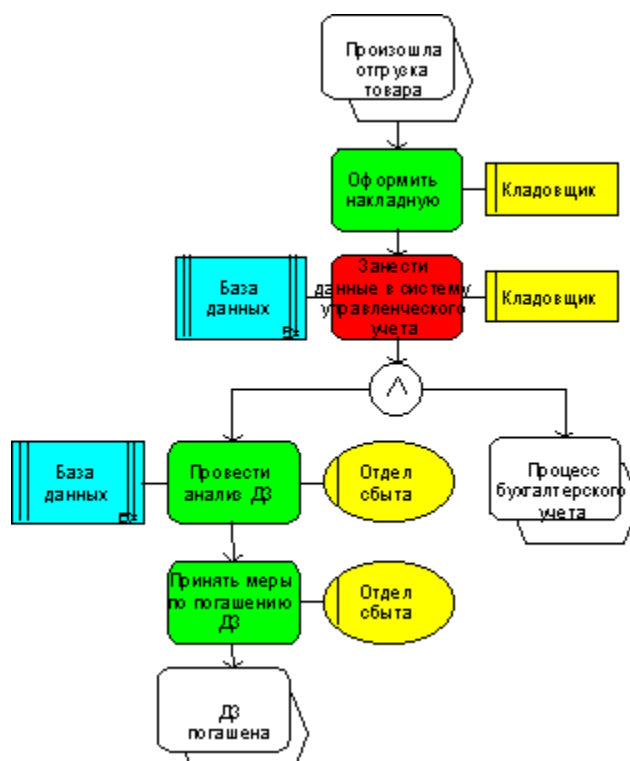 Произошла
отгрузка
товара
Оформить
накладную
Кладовщик
База
данных
Занести
данные в систему
управленческого
учета
Кладовщик
База
данных
Провести
анализ ДЗ
Отдел
сбыта
Процесс
бухгалтерского
учета
Принять меры
по погашению
ДЗ
Отдел
сбыта
ДЗ
погашена